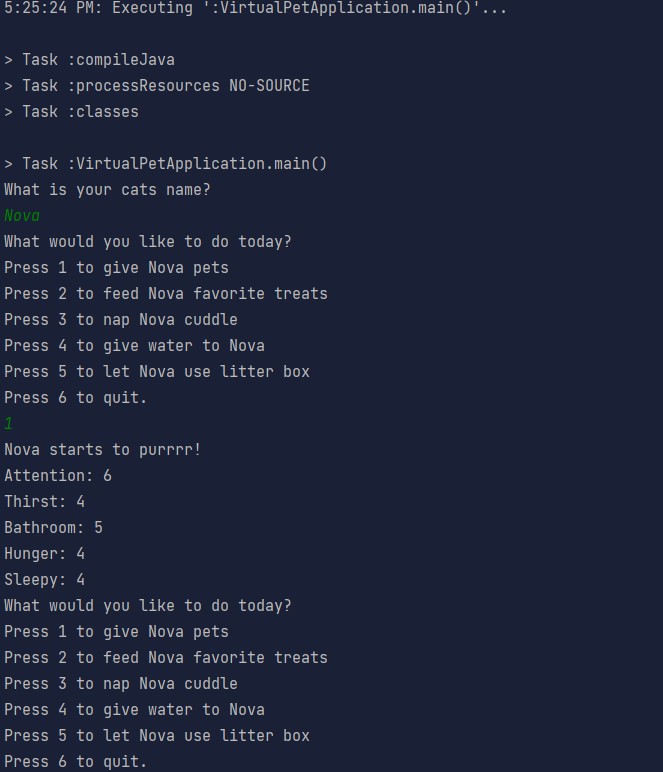 5:25:24 PM: Executing ':VirtualPetApplication.main()'...
> Task :compileJava
> Task :processResources NO-SOURCE
> Task :classes
> Task :VirtualPetApplication.main()
What is your cats name?
Nova
What would you like to do today?
Press 1 to give Nova pets
Press 2 to feed Nova favorite treats
Press 3 to nap Nova cuddle
Press 4 to give water to Nova
Press 5 to let Nova use litter box
Press 6 to quit.
1
Nova starts to purrrr!
Attention: 6
Thirst: 4
Bathroom: 5
Hunger: 4
Sleepy: 4
What would you like to do today?
Press 1 to give Nova pets
Press 2 to feed Nova favorite treats
Press 3 to nap Nova cuddle
Press 4 to give water to Nova
Press 5 to let Nova use litter box
Press 6 to quit.